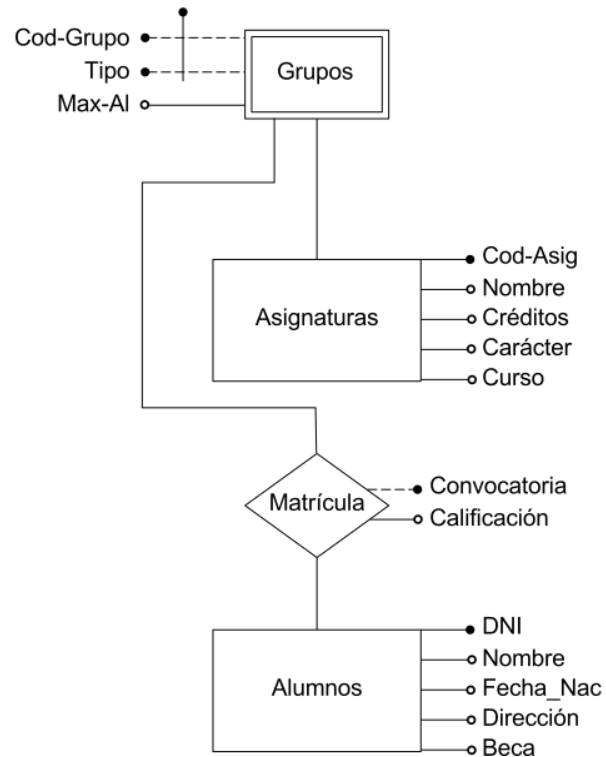 Cod-Grupo
Tipo
Max-Al
Grupos
Asignaturas
Cod-Asig
Nombre
Créditos
Carácter
Curso
Matrícula
Convocatoria
Calificación
Alumnos
DNI
Nombre
Fecha_Nac
Dirección
Beca